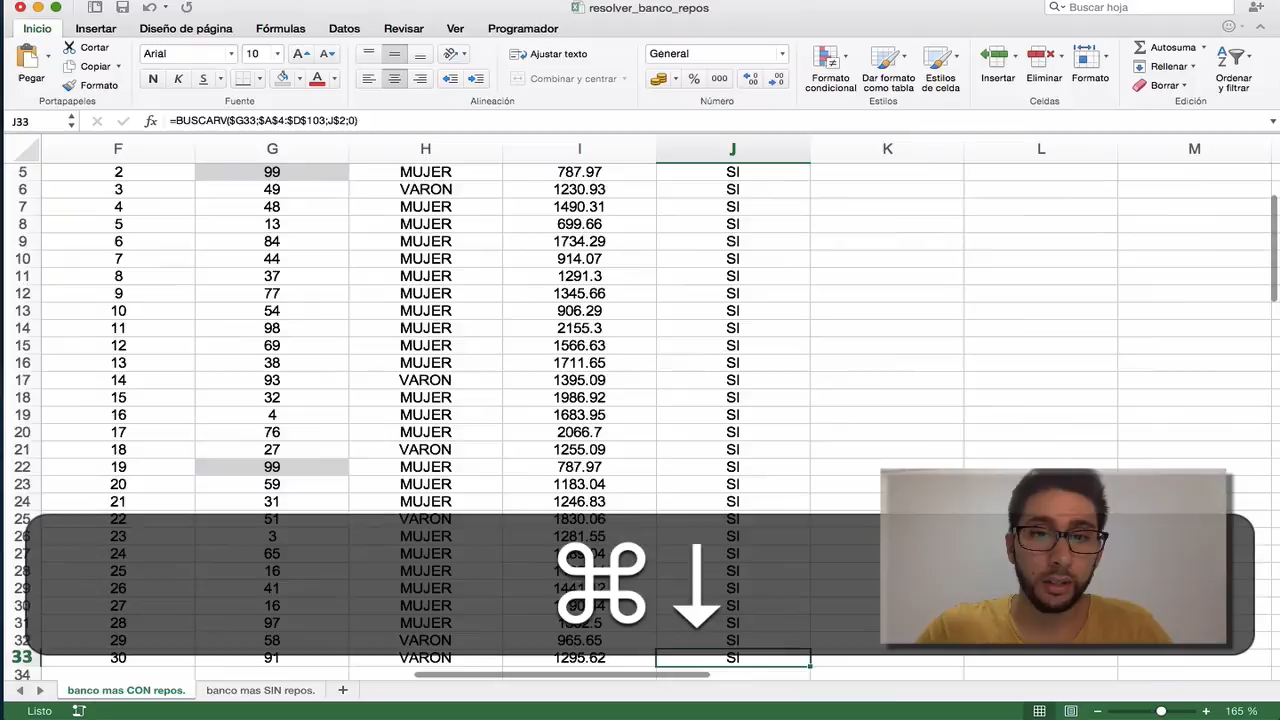 resolver_banco_repos
Buscar hoja
Inicio Insertar Diseño de página Fórmulas Datos Revisar Ver Programador
Pegar Cortar Copiar Formato
Portapapeles
Arial 10
N K S
Fuente
Ajustar texto
Combinar y centrar
Alineación
General
% 000
Número
Formato condicional Dar formato como tabla Estilos de celda
Estilos
Insertar Eliminar Formato
Celdas
Autosuma
Rellenar
Borrar
Ordenar y filtrar
Edición
J33 fx =BUSCARV($G33;$A$4:$D$103;J$2;0)
F G H I J K L M
5 2 99 MUJER 787.97 SI
6 3 49 VARON 1230.93 SI
7 4 48 MUJER 1490.31 SI
8 5 13 MUJER 699.66 SI
9 6 84 MUJER 1734.29 SI
10 7 44 MUJER 914.07 SI
11 8 37 MUJER 1291.3 SI
12 9 77 MUJER 1345.66 SI
13 10 54 MUJER 906.29 SI
14 11 98 MUJER 2155.3 SI
15 12 69 MUJER 1566.63 SI
16 13 38 MUJER 1711.65 SI
17 14 93 VARON 1395.09 SI
18 15 32 MUJER 1986.92 SI
19 16 4 MUJER 1683.95 SI
20 17 76 MUJER 2066.7 SI
21 18 27 VARON 1255.09 SI
22 19 99 MUJER 787.97 SI
23 20 59 MUJER 1183.04 SI
24 21 31 MUJER 1246.83 SI
25 22 51 VARON 1830.06 SI
26 23 3 MUJER 1281.55 SI
27 24 65 MUJER SI
28 25 16 MUJER SI
29 26 41 MUJER SI
30 27 16 MUJER SI
31 28 97 MUJER SI
32 29 58 VARON 965.65 SI
33 30 91 VARON 1295.62 SI
34
⌘ ↓
banco mas CON repos. banco mas SIN repos. +
Listo 165 %